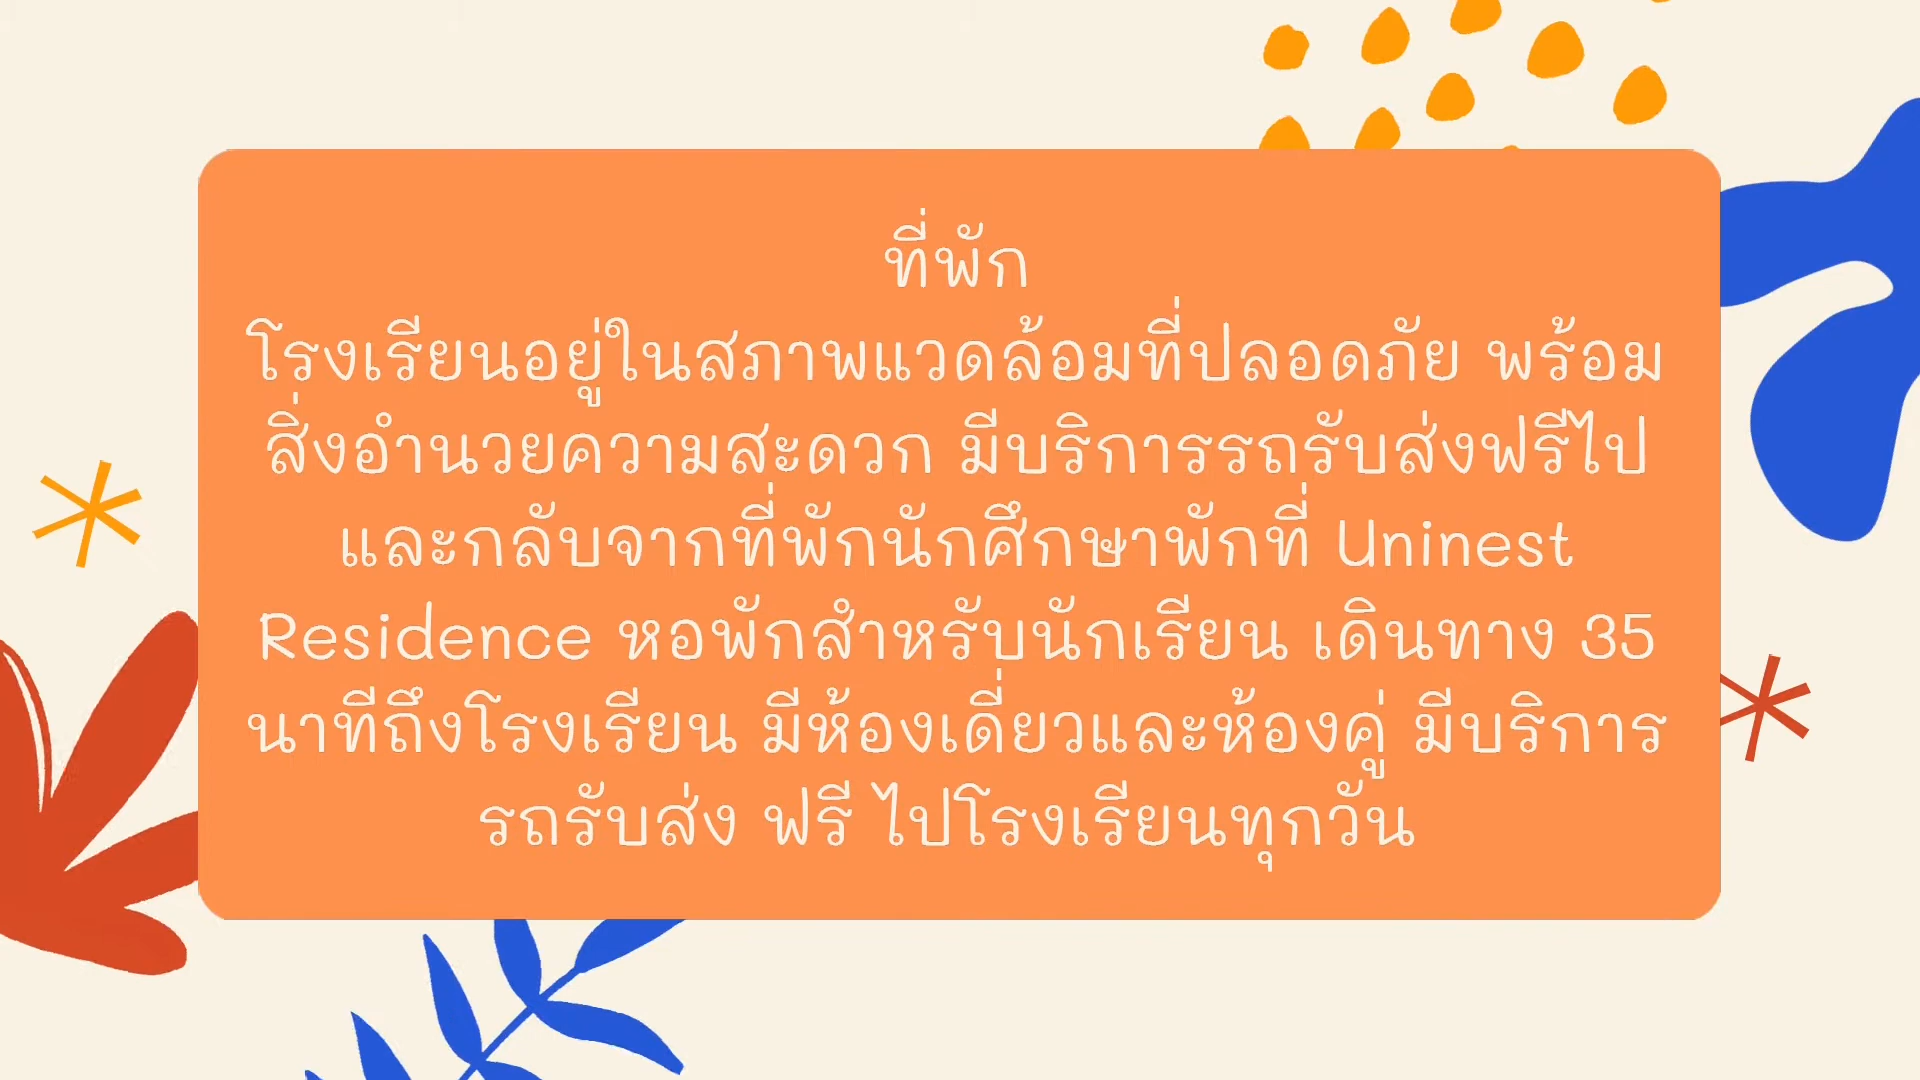 ที่พัก
โรงเรียนอยู่ในสภาพแวดล้อมที่ปลอดภัย พร้อม
สิ่งอำนวยความสะดวก มีบริการรถรับส่งฟรีไป
และกลับจากที่พักนักศึกษาพักที่ Uninest
Residence หอพักสำหรับนักเรียน เดินทาง 35
นาทีถึงโรงเรียน มีห้องเดี่ยวและห้องคู่ มีบริการ
รถรับส่ง ฟรี ไปโรงเรียนทุกวัน